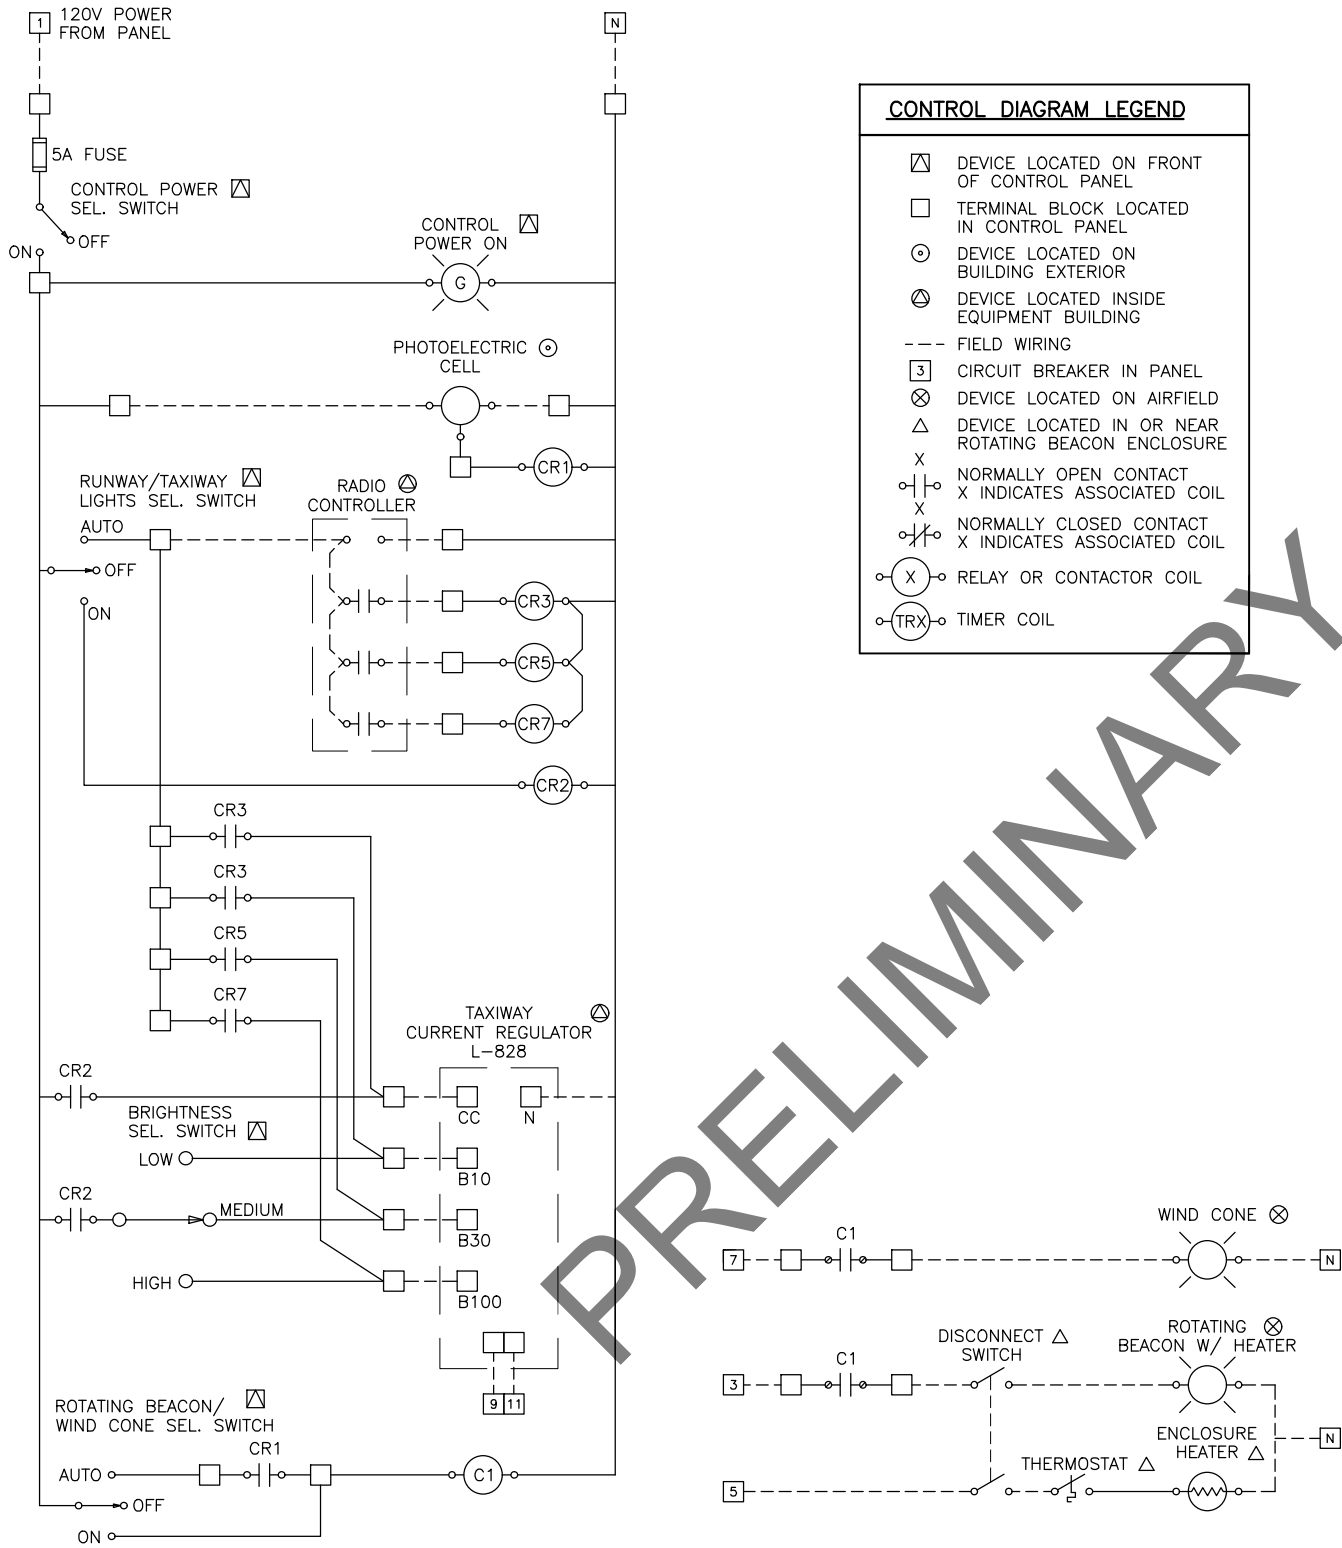 1 120V POWER
FROM PANEL
N
5A FUSE
CONTROL POWER
SEL. SWITCH
OFF
ON
CONTROL
POWER ON
G
PHOTOELECTRIC
CELL
CR1
RUNWAY/TAXIWAY
LIGHTS SEL. SWITCH
AUTO
OFF
ON
RADIO
CONTROLLER
CR3
CR5
CR7
CR2
CR3
CR3
CR5
CR7
TAXIWAY
CURRENT REGULATOR
L-828
CR2
CC
N
BRIGHTNESS
SEL. SWITCH
LOW
B10
CR2
MEDIUM
B30
HIGH
B100
9 11
ROTATING BEACON/
WIND CONE SEL. SWITCH
CR1
AUTO
C1
OFF
ON
CONTROL DIAGRAM LEGEND
DEVICE LOCATED ON FRONT
OF CONTROL PANEL
TERMINAL BLOCK LOCATED
IN CONTROL PANEL
DEVICE LOCATED ON
BUILDING EXTERIOR
DEVICE LOCATED INSIDE
EQUIPMENT BUILDING
FIELD WIRING
3 CIRCUIT BREAKER IN PANEL
DEVICE LOCATED ON AIRFIELD
DEVICE LOCATED IN OR NEAR
ROTATING BEACON ENCLOSURE
X
NORMALLY OPEN CONTACT
X INDICATES ASSOCIATED COIL
X
NORMALLY CLOSED CONTACT
X INDICATES ASSOCIATED COIL
X RELAY OR CONTACTOR COIL
TRX TIMER COIL
PRELIMINARY
WIND CONE
C1
7
N
ROTATING
BEACON W/ HEATER
DISCONNECT
SWITCH
C1
3
N
ENCLOSURE
HEATER
THERMOSTAT
5